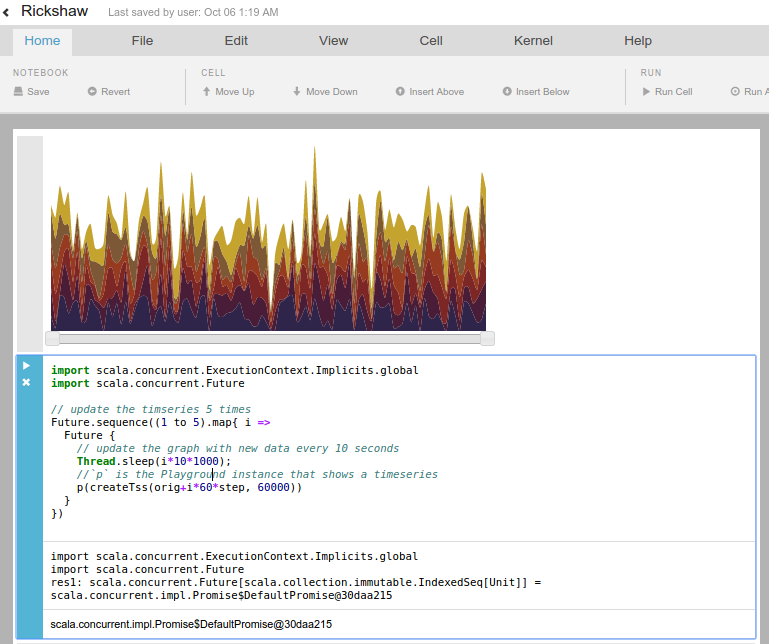 Rickshaw Last saved by user: Oct 06 1:19 AM
Home File Edit View Cell Kernel Help
NOTEBOOK CELL RUN
Save Revert Move Up Move Down Insert Above Insert Below Run Cell Run A
import scala.concurrent.ExecutionContext.Implicits.global
import scala.concurrent.Future
// update the timseries 5 times
Future.sequence((1 to 5).map{ i =>
Future {
// update the graph with new data every 10 seconds
Thread.sleep(i*10*1000);
//`p` is the Playground instance that shows a timeseries
p(createTss(orig+i*60*step, 60000))
}
})
import scala.concurrent.ExecutionContext.Implicits.global
import scala.concurrent.Future
res1: scala.concurrent.Future[scala.collection.immutable.IndexedSeq[Unit]] =
scala.concurrent.impl.Promise$DefaultPromise@30daa215
scala.concurrent.impl.Promise$DefaultPromise@30daa215